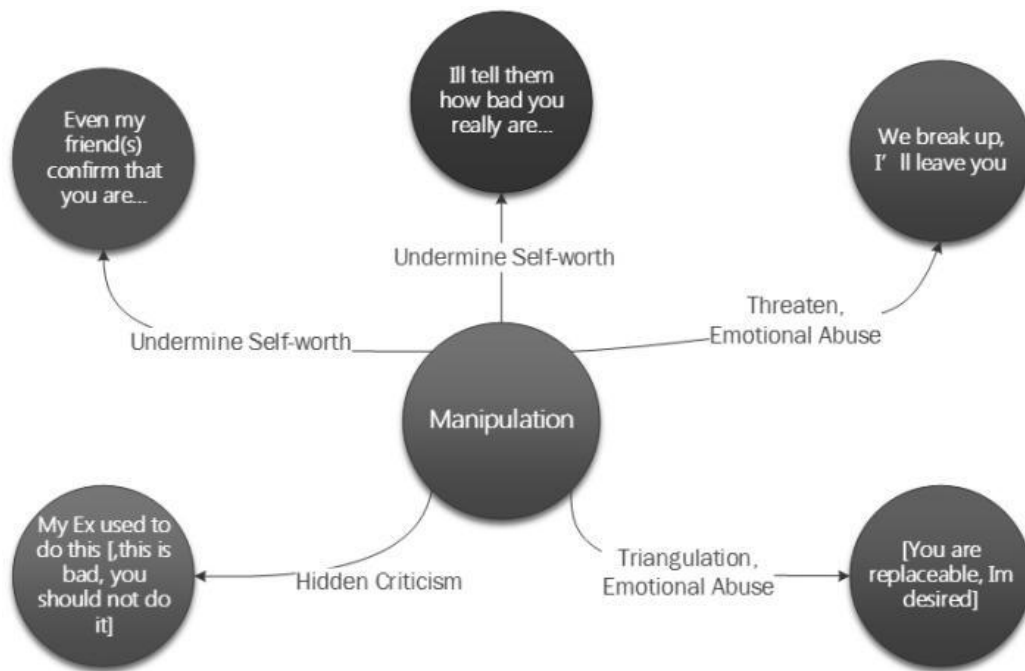 Ill tell them
how bad you
really are...
Even my
friend(s)
confirm that
you are...
We break up,
I' ll leave you
Undermine Self-worth
Threaten,
Emotional Abuse
Undermine Self-worth
Manipulation
My Ex used to
do this [,this is
bad, you
should not do
it]
Hidden Criticism
Triangulation,
Emotional Abuse
[You are
replaceable, Im
desired]